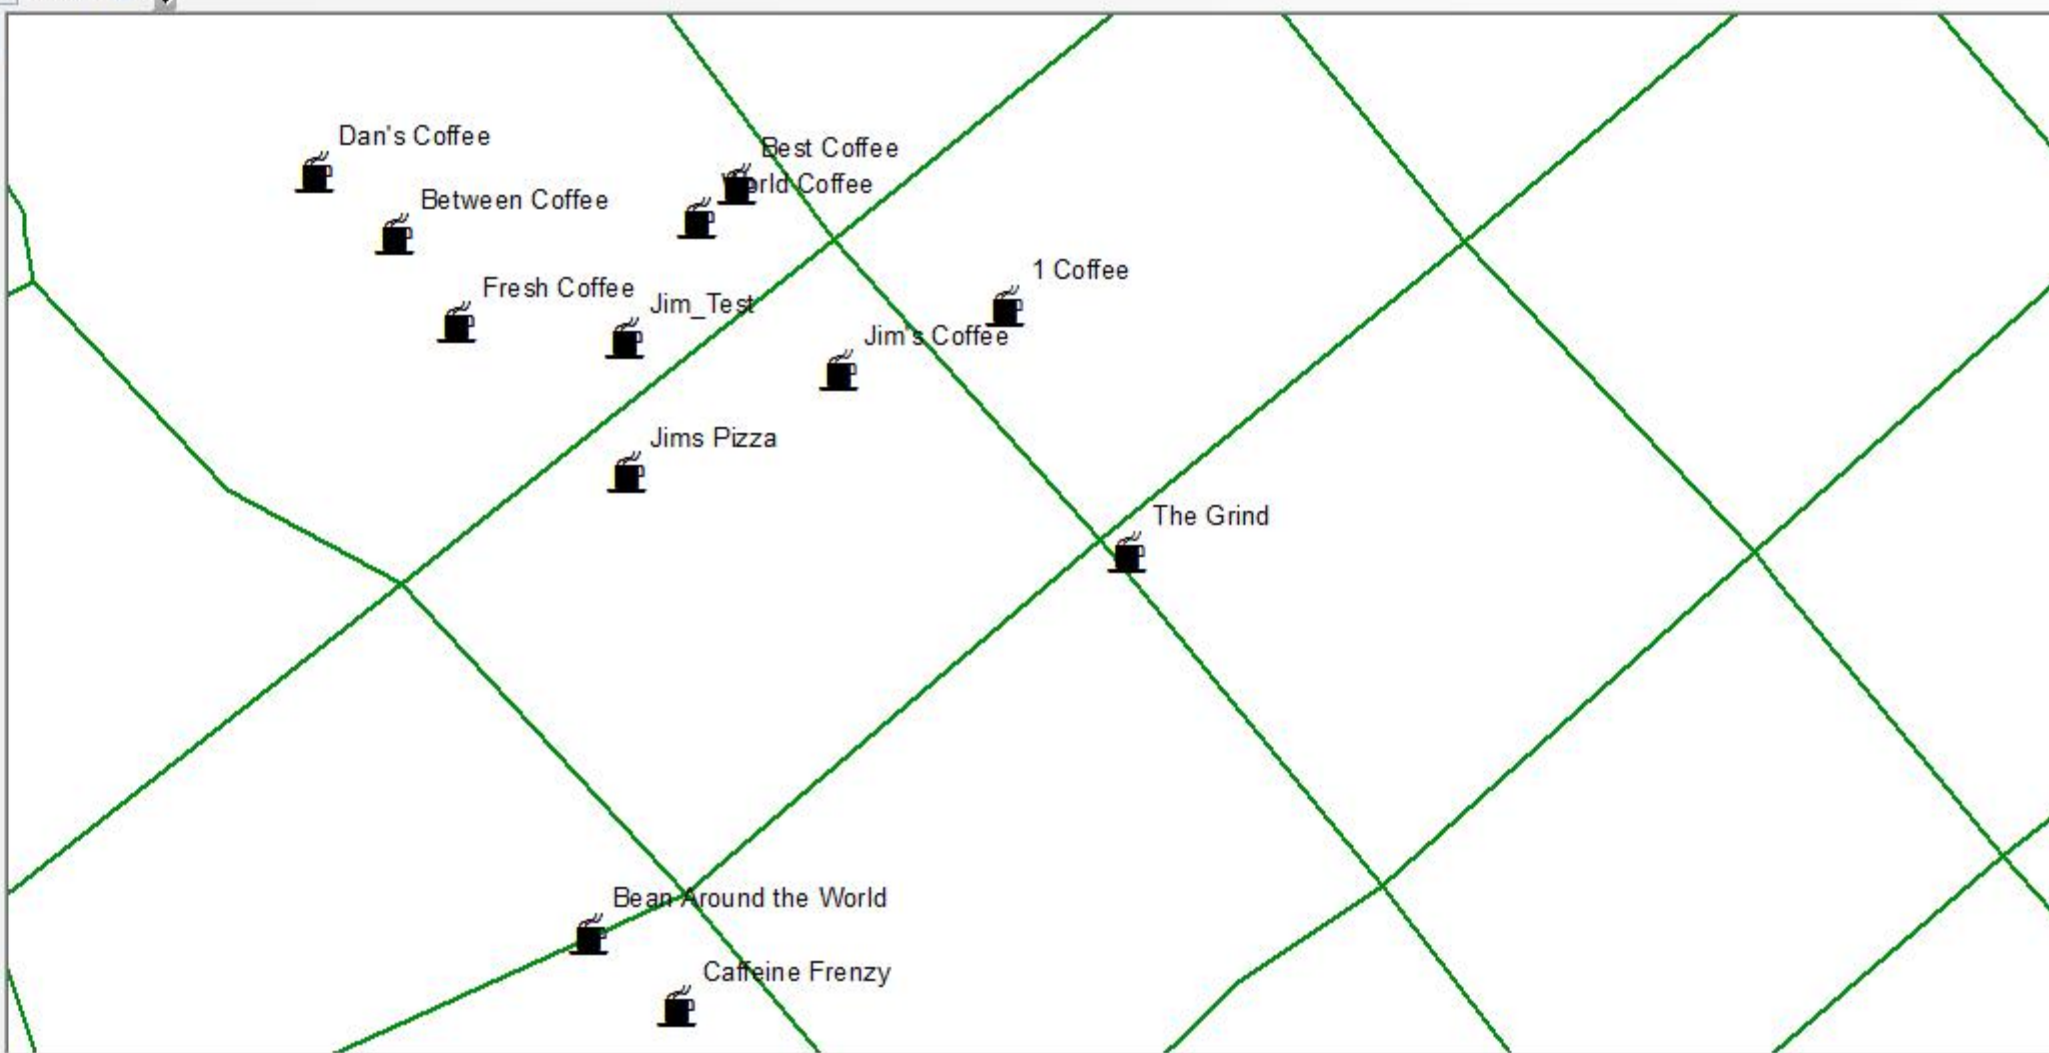 Dan's Coffee
Best Coffee
World Coffee
Between Coffee
1 Coffee
Fresh Coffee
Jim_Test
Jim's Coffee
Jims Pizza
The Grind
Bean Around the World
Caffeine Frenzy